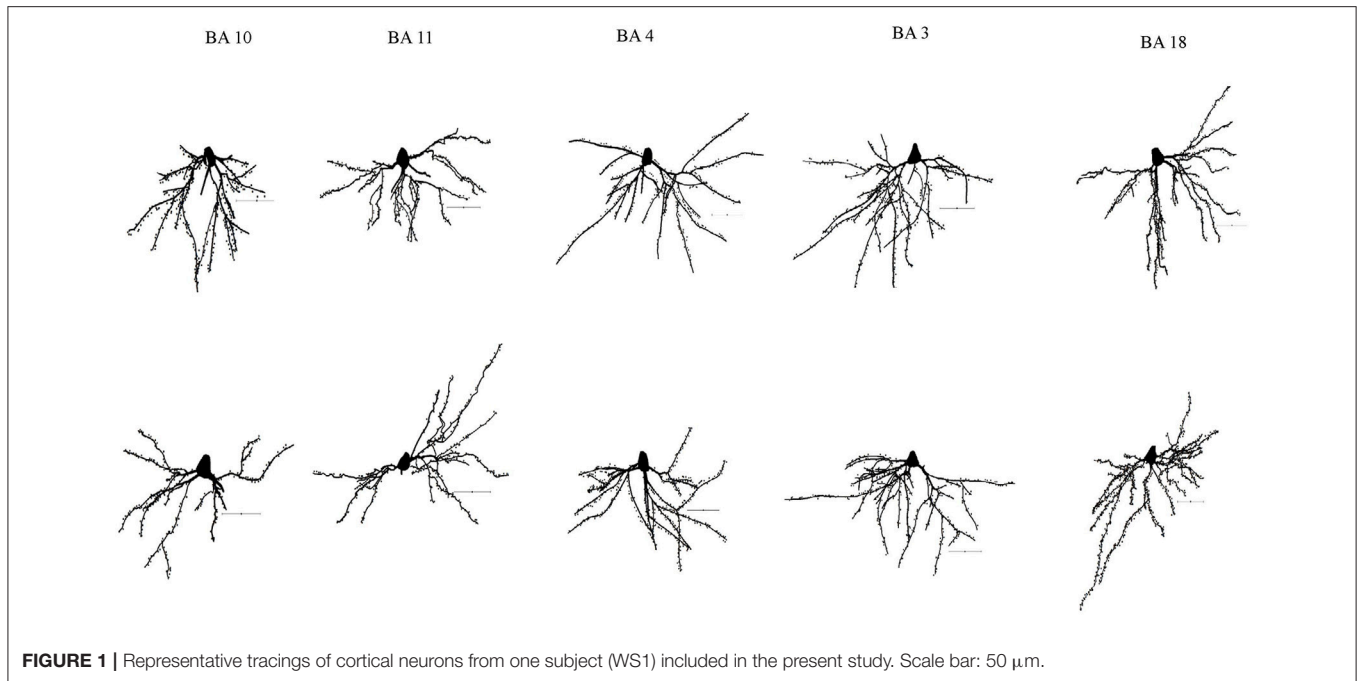 BA 10 BA 11 BA 4 BA 3 BA 18
FIGURE 1 | Representative tracings of cortical neurons from one subject (WS1) included in the present study. Scale bar: 50 μm.